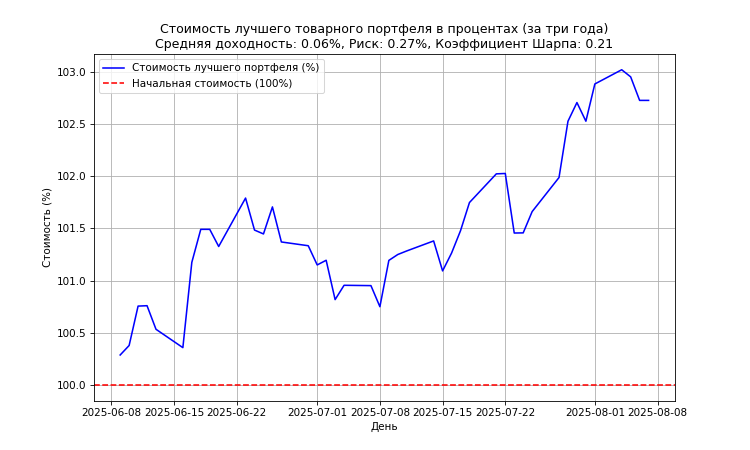 Стоимость лучшего товарного портфеля в процентах (за три года)
Средняя доходность: 0.06%, Риск: 0.27%, Коэффициент Шарпа: 0.21
Стоимость лучшего портфеля (%)
Начальная стоимость (100%)
103.0
102.5
102.0
101.5
101.0
100.5
100.0
Стоимость (%)
2025-06-08 2025-06-15 2025-06-22 2025-07-01 2025-07-08 2025-07-15 2025-07-22 2025-08-01 2025-08-08
День